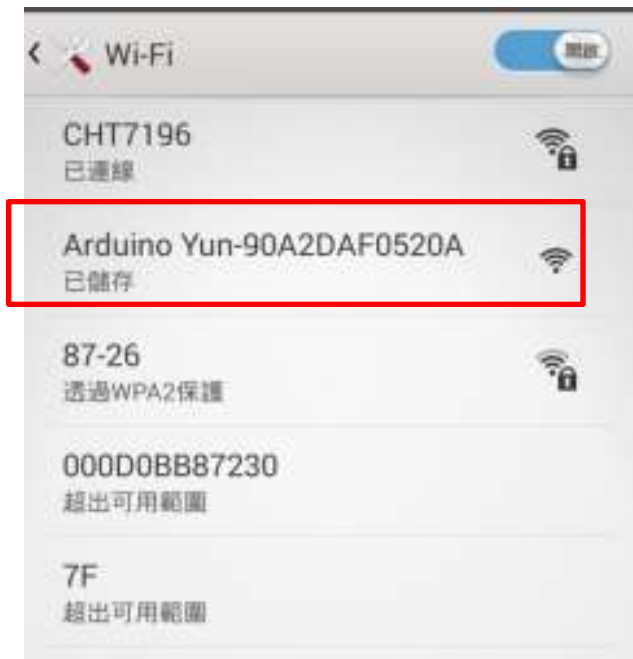 Wi-Fi
開啟
CHT7196
已連線
Arduino Yun-90A2DAF0520A
已儲存
87-26
透過WPA2保護
000D0BB87230
超出可用範圍
7F
超出可用範圍